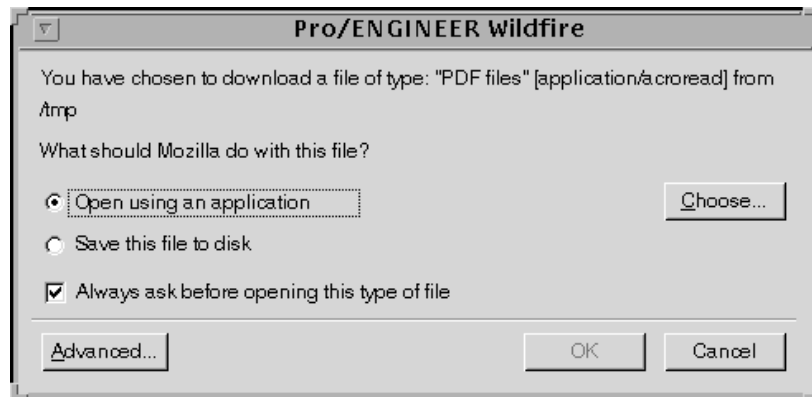 Pro/ENGINEER Wildfire
You have chosen to download a file of type: "PDF files" [application/acroread] from
/tmp
What should Mozilla do with this file?
Open using an application
Choose...
Save this file to disk
Always ask before opening this type of file
Advanced...
OK
Cancel